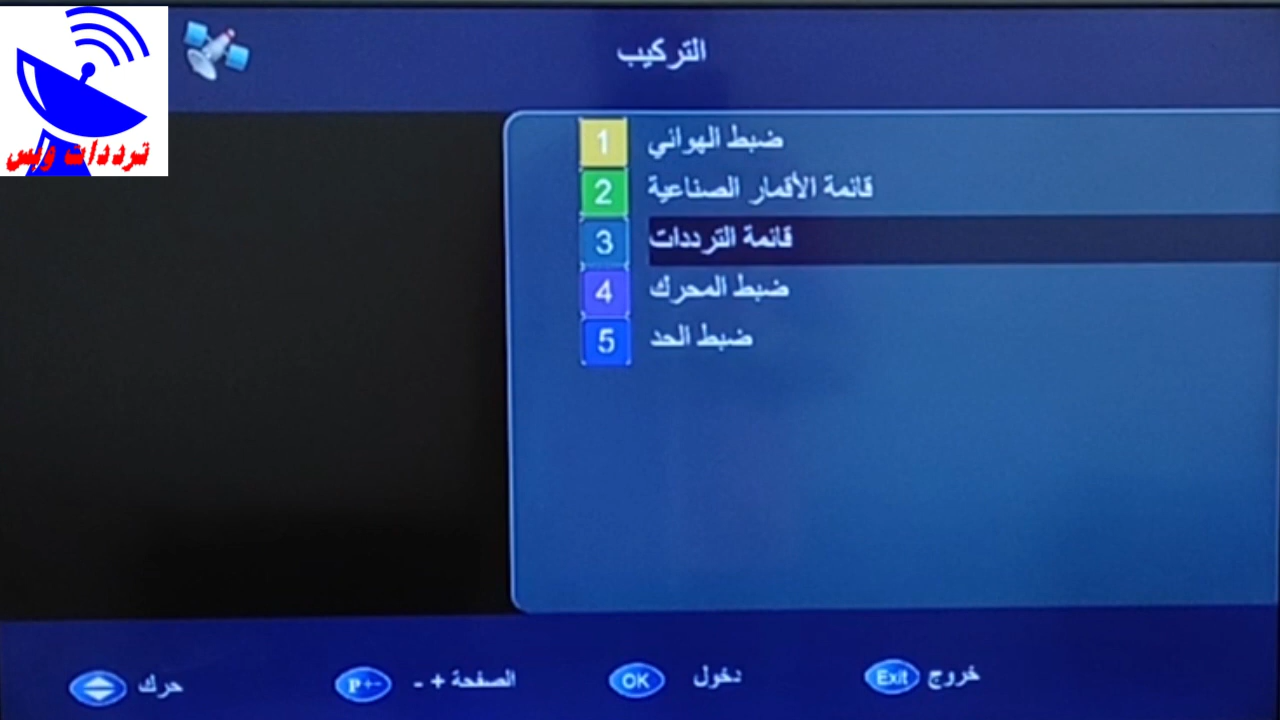 ترددات وبس
التركيب
1 ضبط الهوائي
2 قائمة الأقمار الصناعية
3 قائمة الترددات
4 ضبط المحرك
5 ضبط الحد
حرك
P+- الصفحة + -
OK دخول
Exit خروج